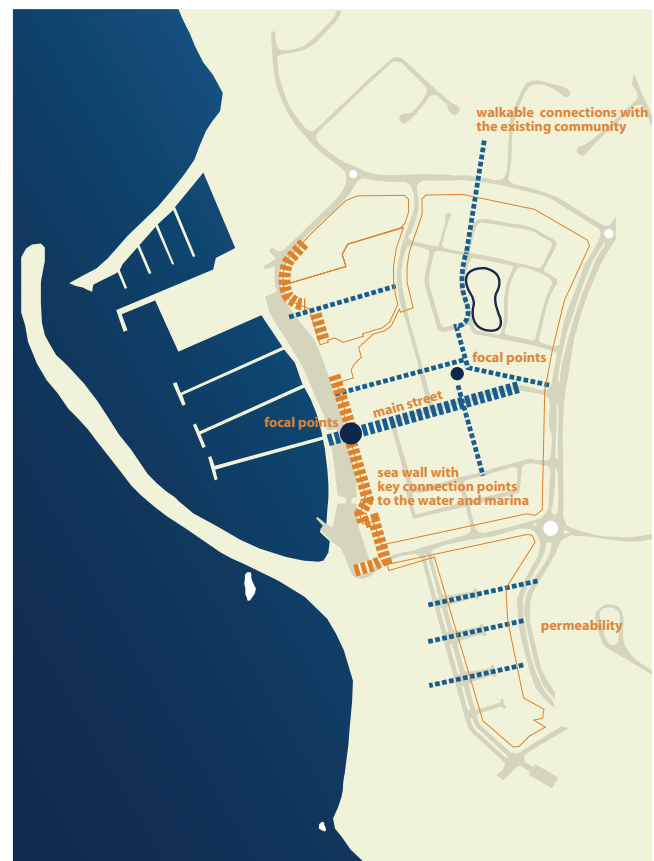 walkable connections with
the existing community
focal points
main street
focal points
sea wall with
key connection points
to the water and marina
permeability